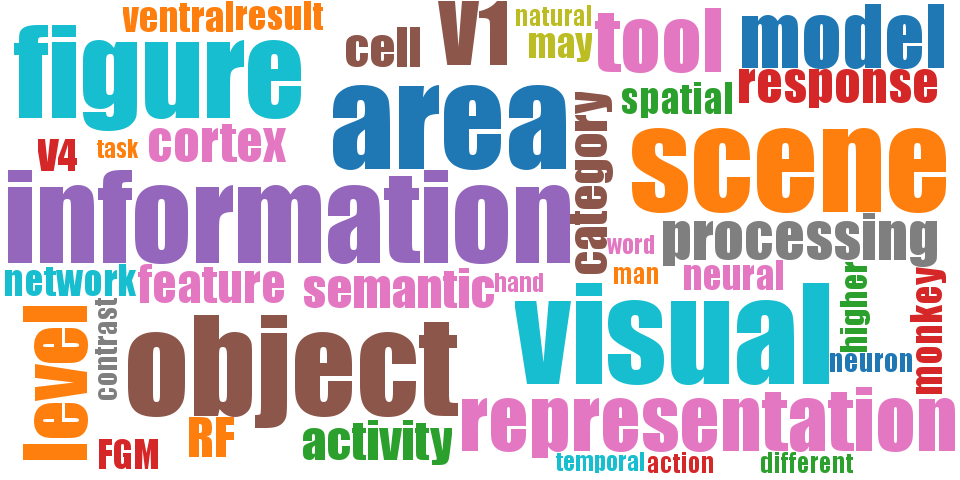 ventral
result
figure
cell
V1
natural
may
tool
model
response
spatial
area
V4
task
cortex
category
scene
information
word
processing
network
feature
semantic
hand
man
neural
higher
monkey
level
contrast
object
visual
neuron
RF
FGM
activity
representation
temporal
action
different